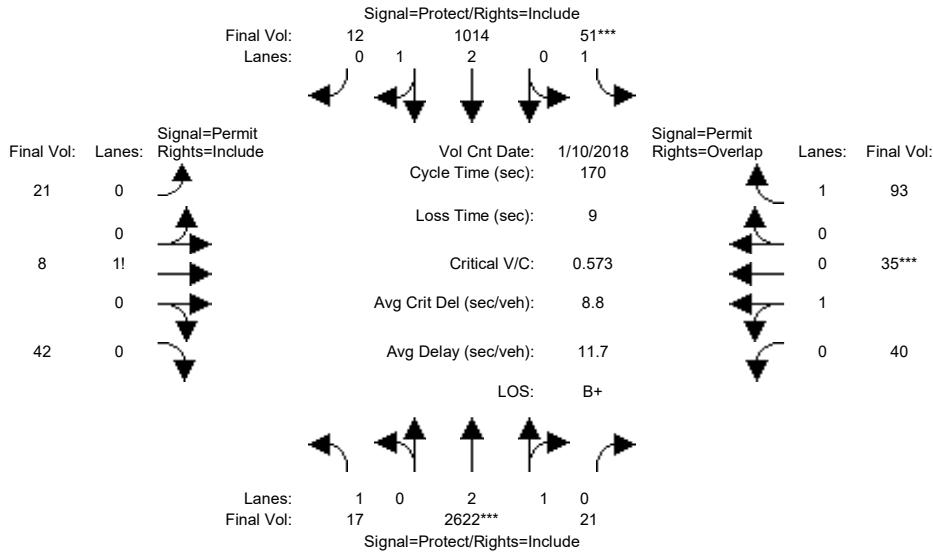 Signal=Protect/Rights=Include
Final Vol: 12 1014 51***
Lanes: 0 1 2 0 1
Signal=Permit Signal=Permit
Final Vol: Lanes: Rights=Include Vol Cnt Date: 1/10/2018 Rights=Overlap Lanes: Final Vol:
Cycle Time (sec): 170
21 0 1 93
Loss Time (sec): 9
0 0
8 1! Critical V/C: 0.573 0 35***
0 Avg Crit Del (sec/veh): 8.8 1
42 0 Avg Delay (sec/veh): 11.7 0 40
LOS: B+
Lanes: 1 0 2 1 0
Final Vol: 17 2622*** 21
Signal=Protect/Rights=Include